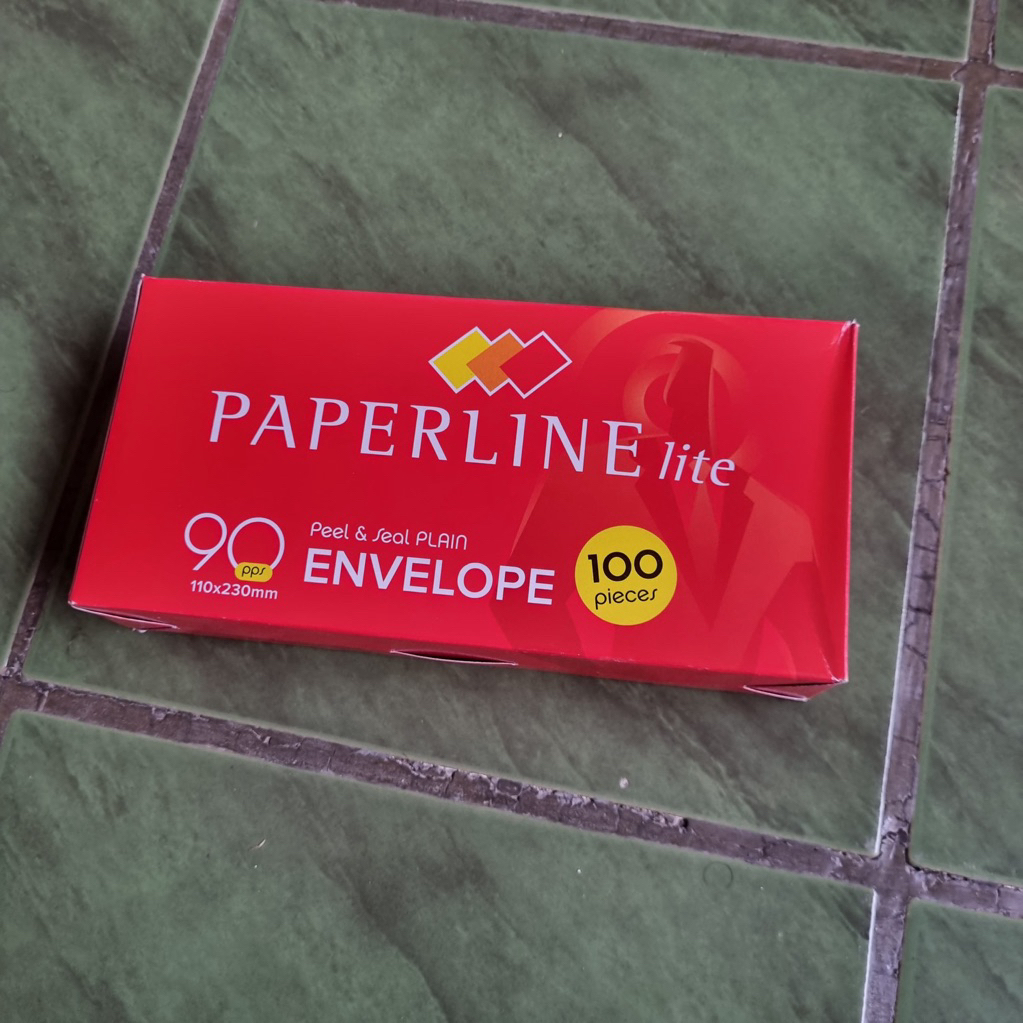 PAPERLINE lite
90
pps
110x230mm
Peel & Seal PLAIN
ENVELOPE
100
pieces